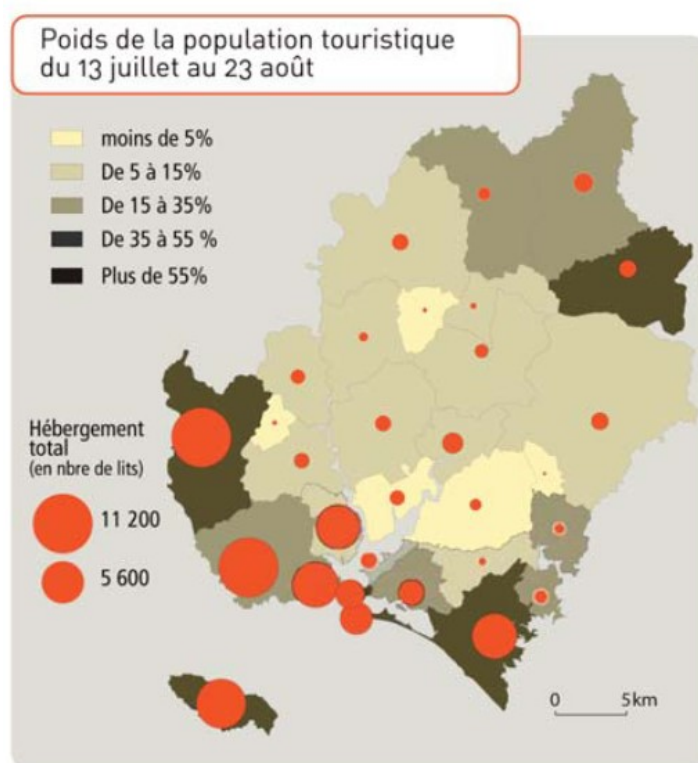 Poids de la population touristique
du 13 juillet au 23 août
moins de 5%
De 5 à 15%
De 15 à 35%
De 35 à 55 %
Plus de 55%
Hébergement
total
(en nbre de lits)
11 200
5 600
0 5km